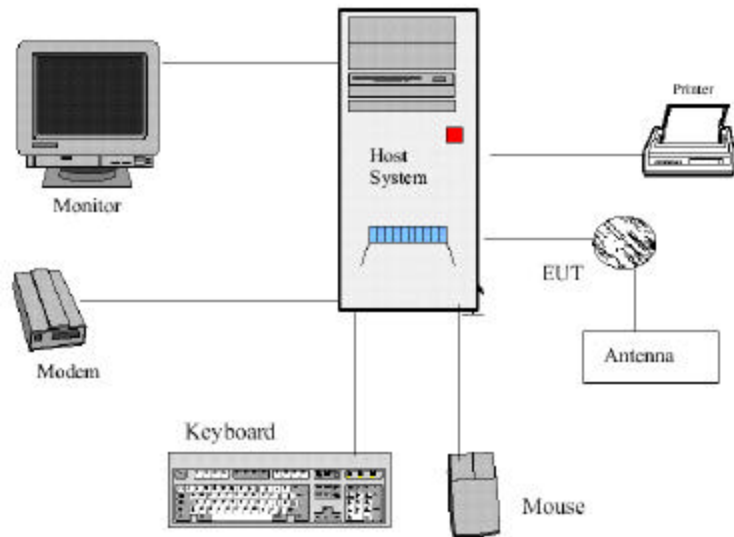 Printer
Host
System
Monitor
EUT
Antenna
Modem
Keyboard
Mouse